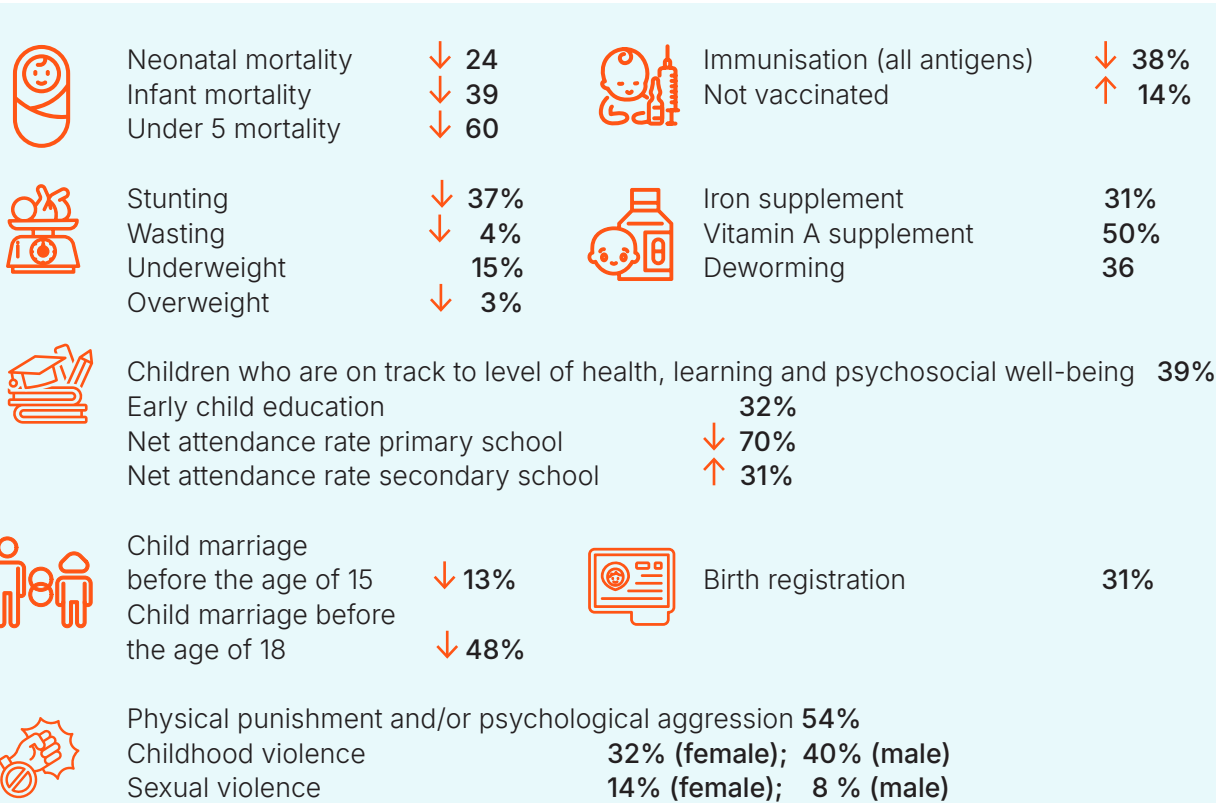 Neonatal mortality ↓ 24
Infant mortality ↓ 39
Under 5 mortality ↓ 60
Immunisation (all antigens) ↓ 38%
Not vaccinated ↑ 14%
Stunting ↓ 37%
Wasting ↓ 4%
Underweight 15%
Overweight ↓ 3%
Iron supplement 31%
Vitamin A supplement 50%
Deworming 36
Children who are on track to level of health, learning and psychosocial well-being 39%
Early child education 32%
Net attendance rate primary school ↓ 70%
Net attendance rate secondary school ↑ 31%
Child marriage
before the age of 15 ↓ 13%
Child marriage before
the age of 18 ↓ 48%
Birth registration 31%
Physical punishment and/or psychological aggression 54%
Childhood violence 32% (female); 40% (male)
Sexual violence 14% (female); 8 % (male)